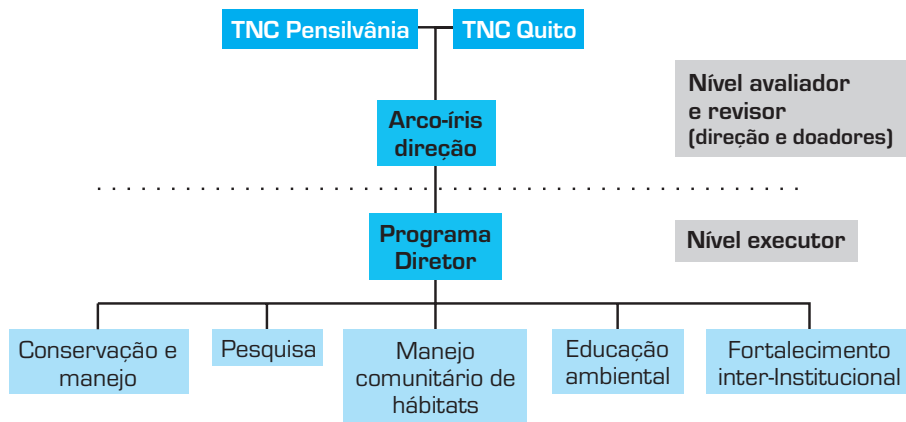 TNC Pensilvânia
TNC Quito
Nível avaliador
e revisor
(direção e doadores)
Arco-íris
direção
Programa
Diretor
Nível executor
Conservação e
manejo
Pesquisa
Manejo
comunitário de
hábitats
Educação
ambiental
Fortalecimento
inter-Institucional